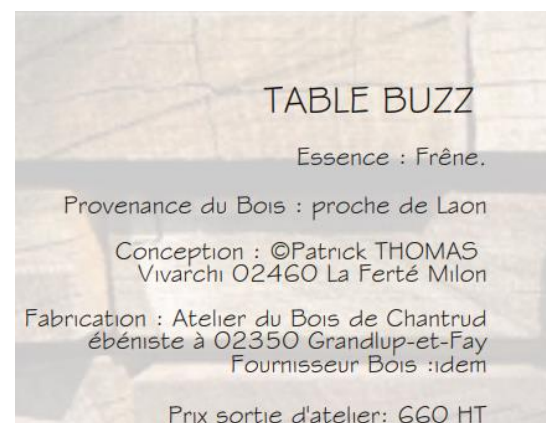 TABLE BUZZ
Essence : Frêne.
Provenance du Bois : proche de Laon
Conception : ©Patrick THOMAS
Vivarchi 02460 La Ferté Milon
Fabrication : Atelier du Bois de Chantrud
ébéniste à 02350 Grandlup-et-Fay
Fournisseur Bois :idem
Prix sortie d'atelier: 660 HT